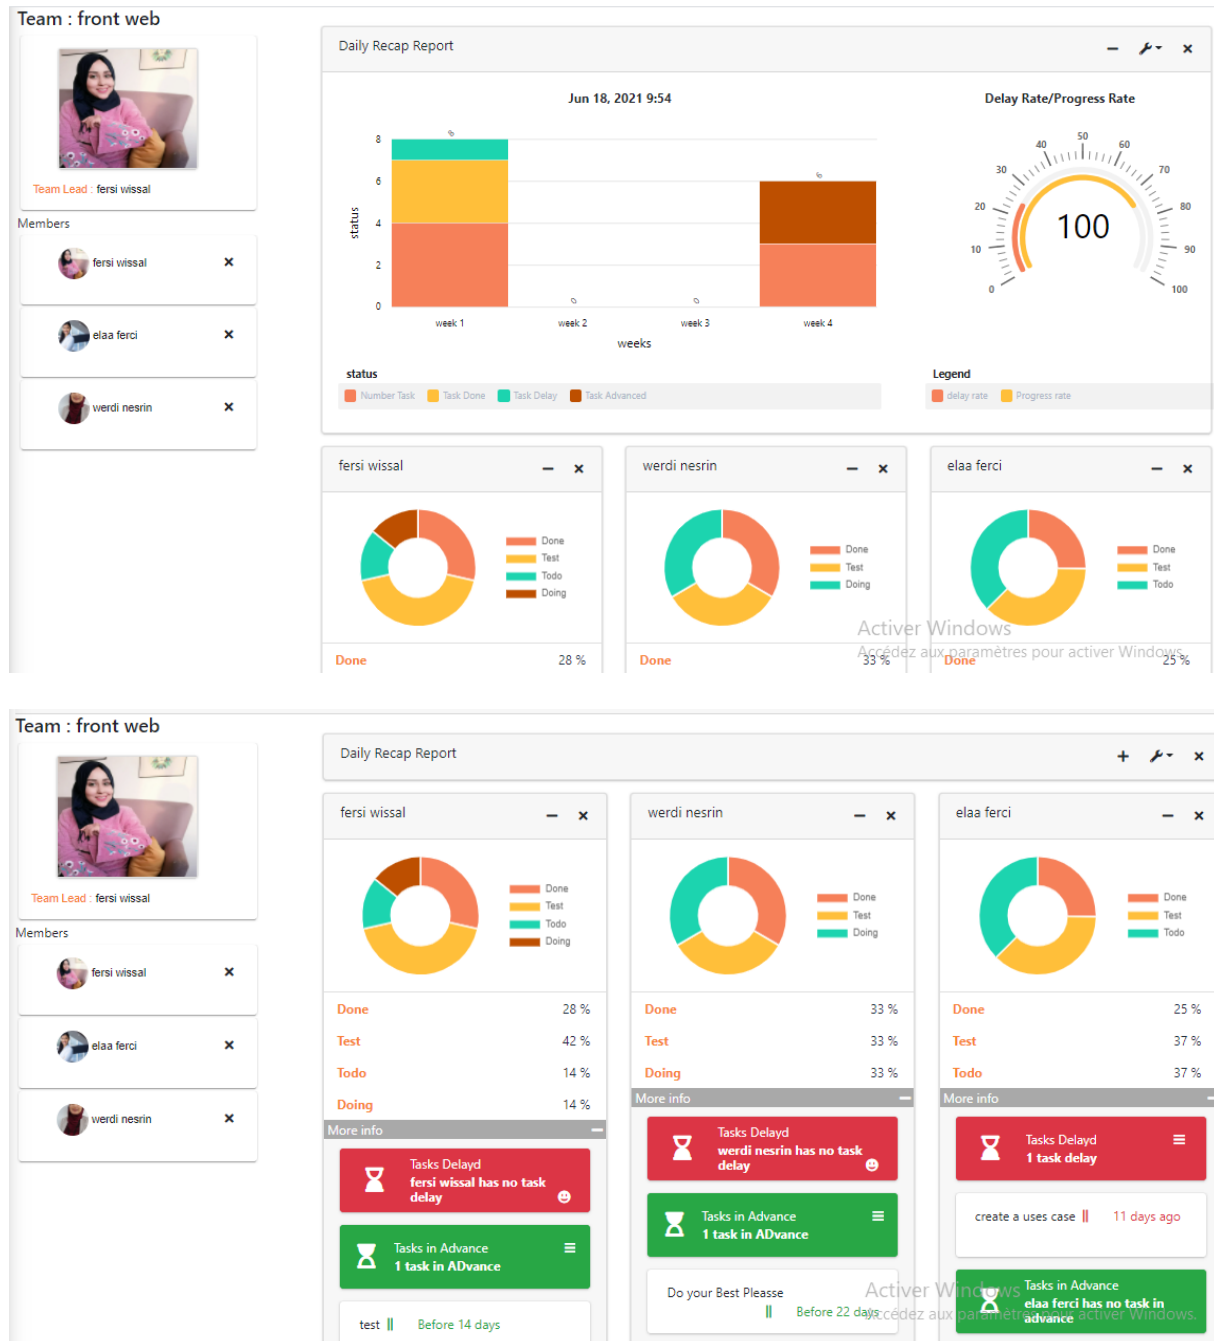 Team : front web
Team Lead : fersi wissal
Members
fersi wissal
elaa ferci
werdi nesrin
Daily Recap Report
Jun 18, 2021 9:54
Delay Rate/Progress Rate
status
8
6
4
2
0
8
0
0
6
week 1 week 2 week 3 week 4
weeks
0 10 20 30 40 50 60 70 80 90 100
100
status
Number Task Task Done Task Delay Task Advanced
Legend
delay rate Progress rate
fersi wissal
Done
Test
Todo
Doing
Done 28 %
werdi nesrin
Done
Test
Doing
Done 33 %
elaa ferci
Done
Test
Todo
Done 25 %
Activer Windows
Accédez aux paramètres pour activer Windows.
Team : front web
Team Lead : fersi wissal
Members
fersi wissal
elaa ferci
werdi nesrin
Daily Recap Report
fersi wissal
Done
Test
Todo
Doing
Done 28 %
Test 42 %
Todo 14 %
Doing 14 %
More info
Tasks Delayd
fersi wissal has no task
delay
Tasks in Advance
1 task in ADvance
test Before 14 days
werdi nesrin
Done
Test
Doing
Done 33 %
Test 33 %
Doing 33 %
More info
Tasks Delayd
werdi nesrin has no task
delay
Tasks in Advance
1 task in ADvance
Do your Best Pleasse
Before 22 days
elaa ferci
Done
Test
Todo
Done 25 %
Test 37 %
Todo 37 %
More info
Tasks Delayd
1 task delay
create a uses case 11 days ago
Tasks in Advance
elaa ferci has no task in
advance
Activer Windows
Accédez aux paramètres pour activer Windows.